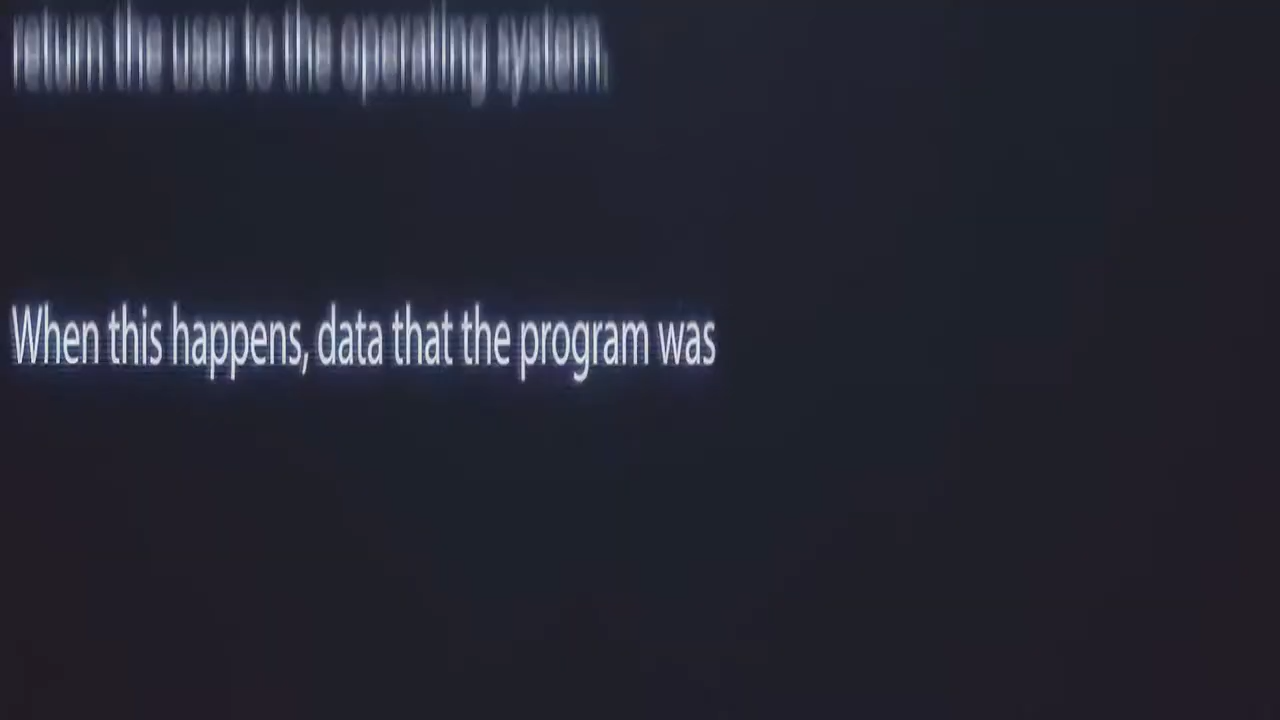 return the user to the operating system.
When this happens, data that the program was